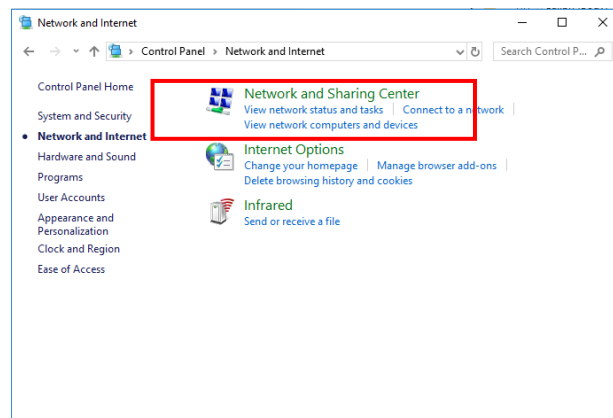 Network and Internet
Control Panel > Network and Internet
Search Control P...
Control Panel Home
System and Security
Network and Internet
Hardware and Sound
Programs
User Accounts
Appearance and
Personalization
Clock and Region
Ease of Access
Network and Sharing Center
View network status and tasks | Connect to a network
View network computers and devices
Internet Options
Change your homepage | Manage browser add-ons
Delete browsing history and cookies
Infrared
Send or receive a file